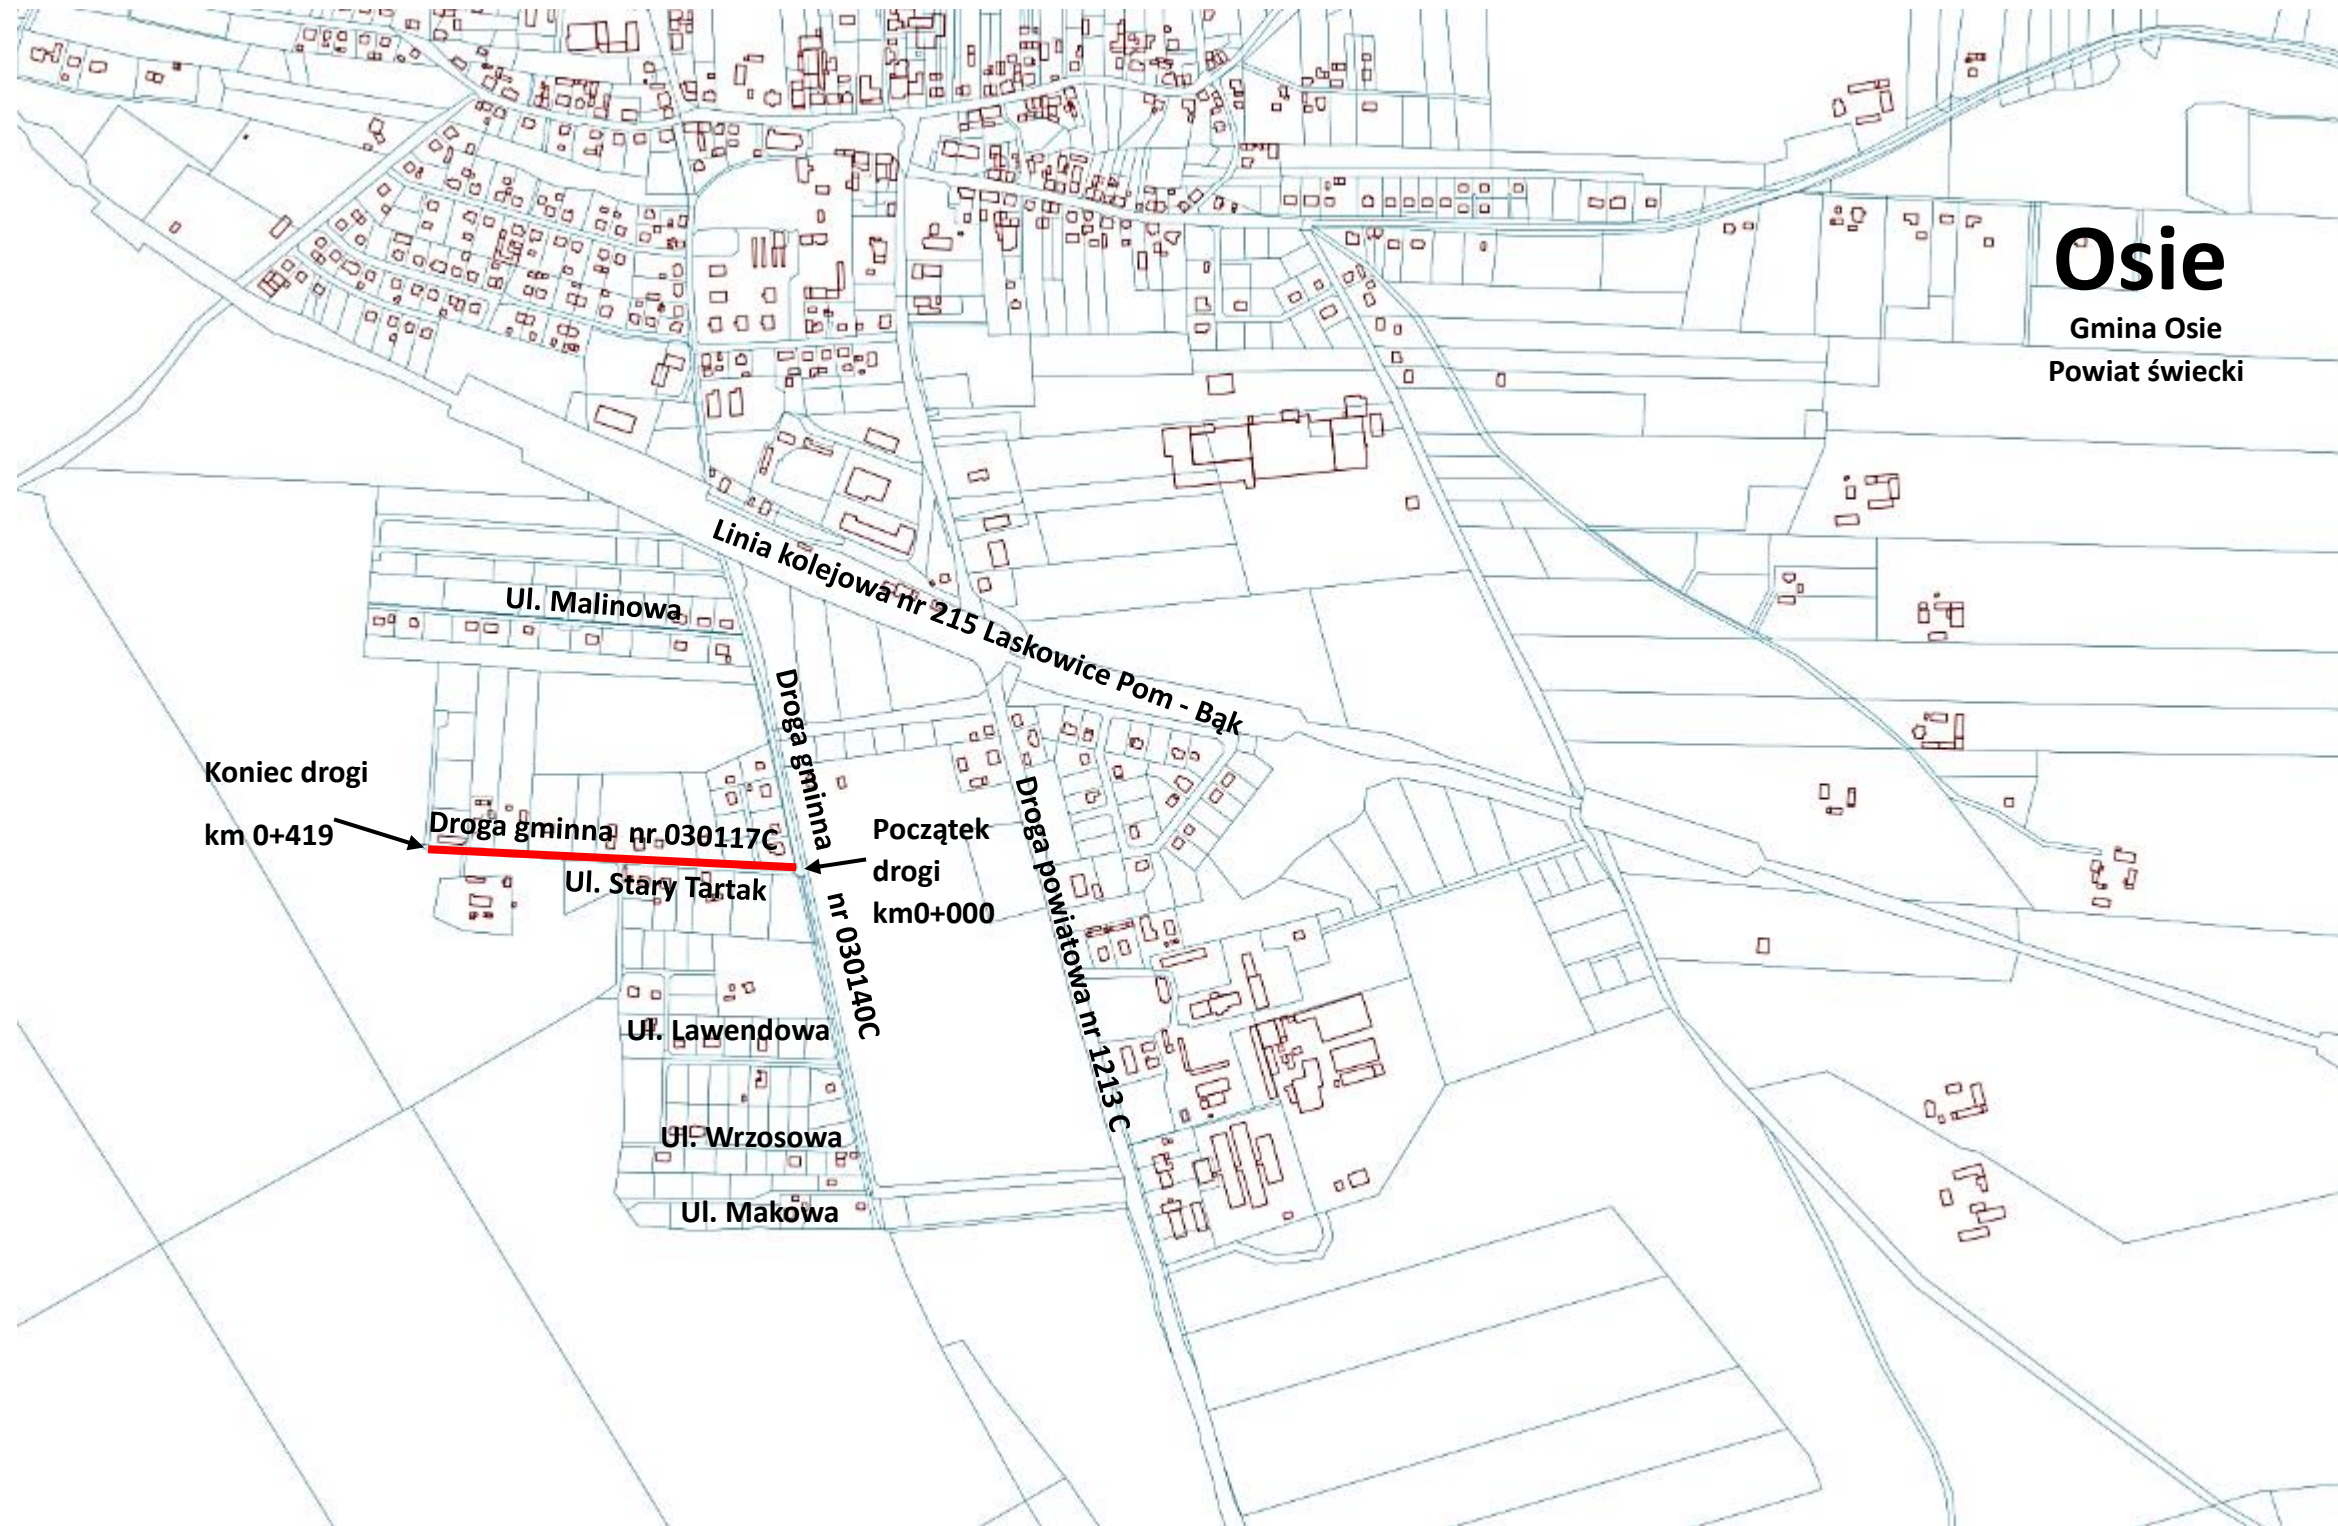 Osie
Gmina Osie
Powiat świecki
Linia kolejowa nr 215 Laskowice Pom - Bąk
Ul. Malinowa
Droga gminna nr 030140C
Koniec drogi
km 0+419
Droga gminna nr 030117C
Ul. Stary Tartak
Początek
drogi
km0+000
Droga powiatowa nr 1213 C
Ul. Lawendowa
Ul. Wrzosowa
Ul. Makowa